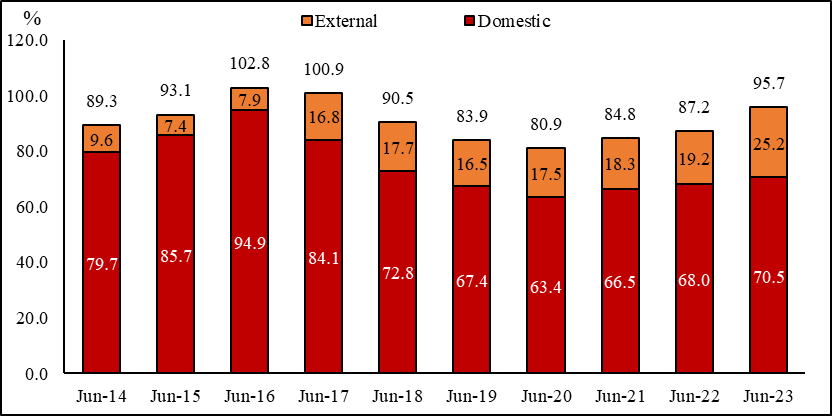 External Domestic
%
120.0
100.0
80.0
60.0
40.0
20.0
0.0
89.3 93.1 102.8 100.9 90.5 83.9 80.9 84.8 87.2 95.7
9.6 7.4 7.9 16.8 17.7 16.5 17.5 18.3 19.2 25.2
79.7 85.7 94.9 84.1 72.8 67.4 63.4 66.5 68.0 70.5
Jun-14 Jun-15 Jun-16 Jun-17 Jun-18 Jun-19 Jun-20 Jun-21 Jun-22 Jun-23